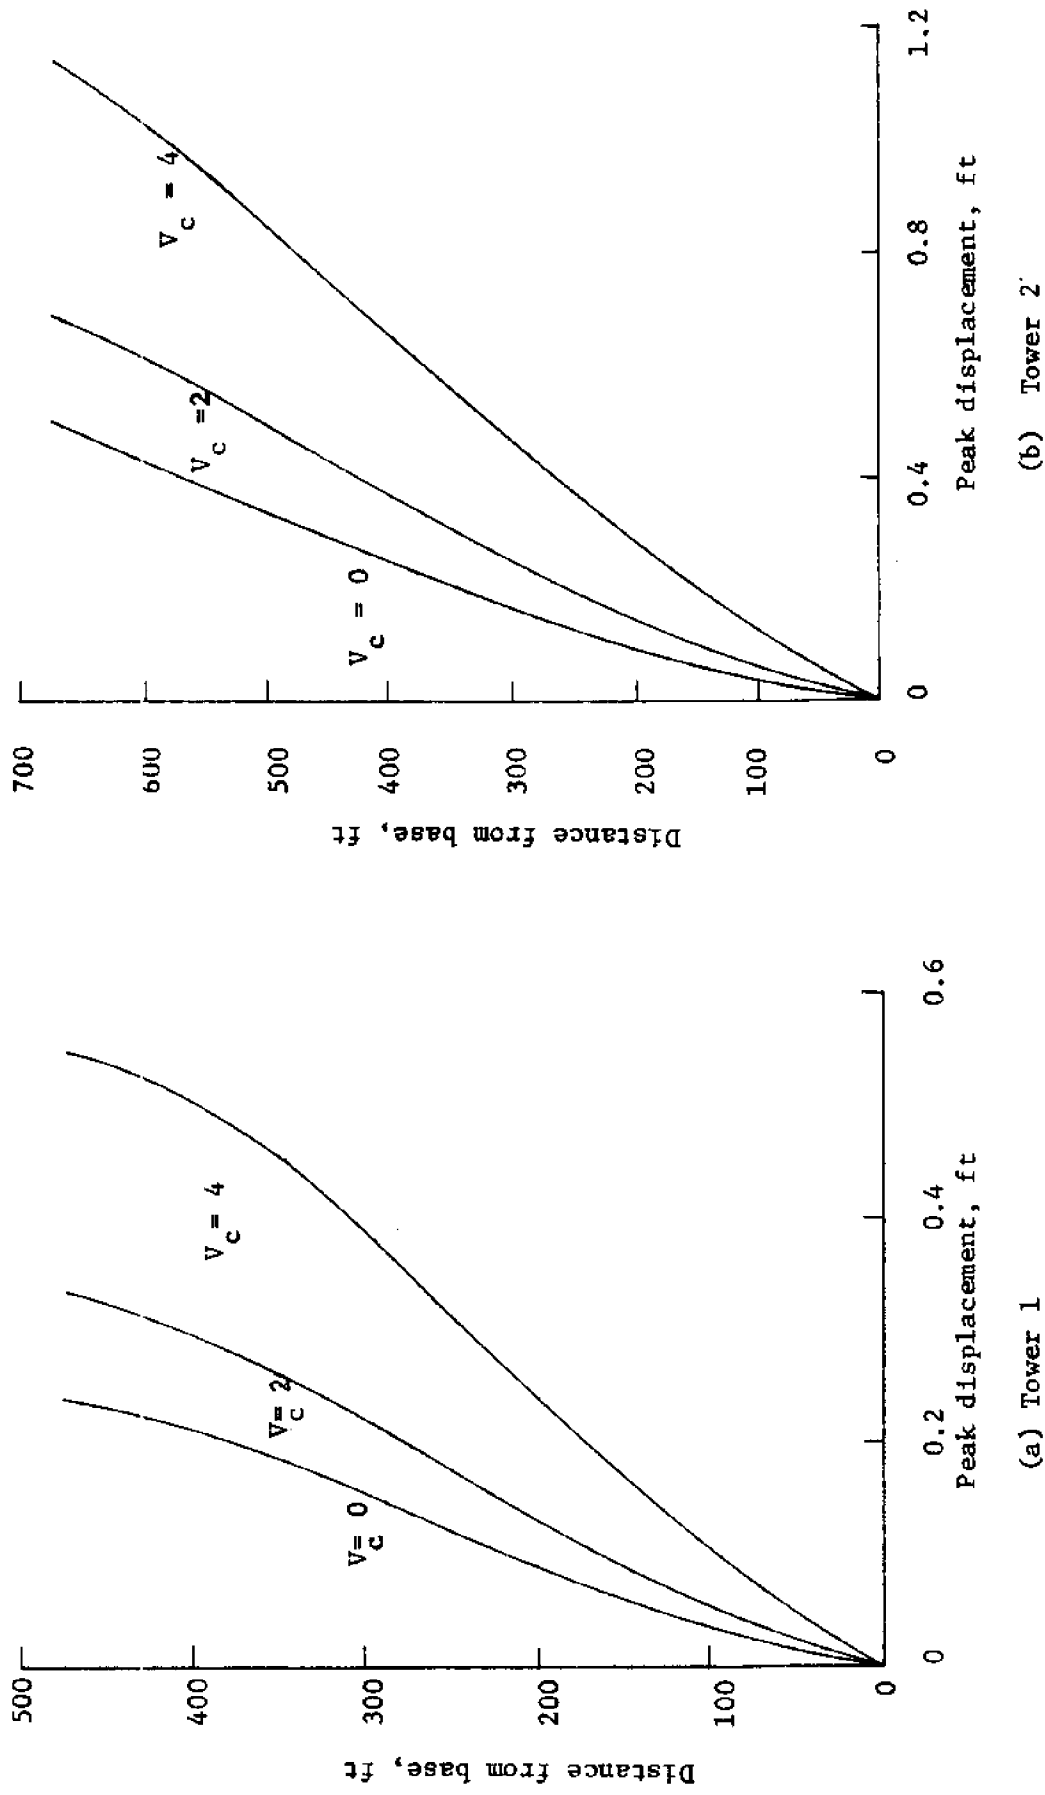 500
400
300
200
100
0
Distance from base, ft
V_c = 0
V_c = 2
V_c = 4
0
0.2
0.4
0.6
Peak displacement, ft
(a) Tower 1
700
600
500
400
300
200
100
0
Distance from base, ft
V_c = 0
V_c = 2
V_c = 4
0
0.4
0.8
1.2
Peak displacement, ft
(b) Tower 2